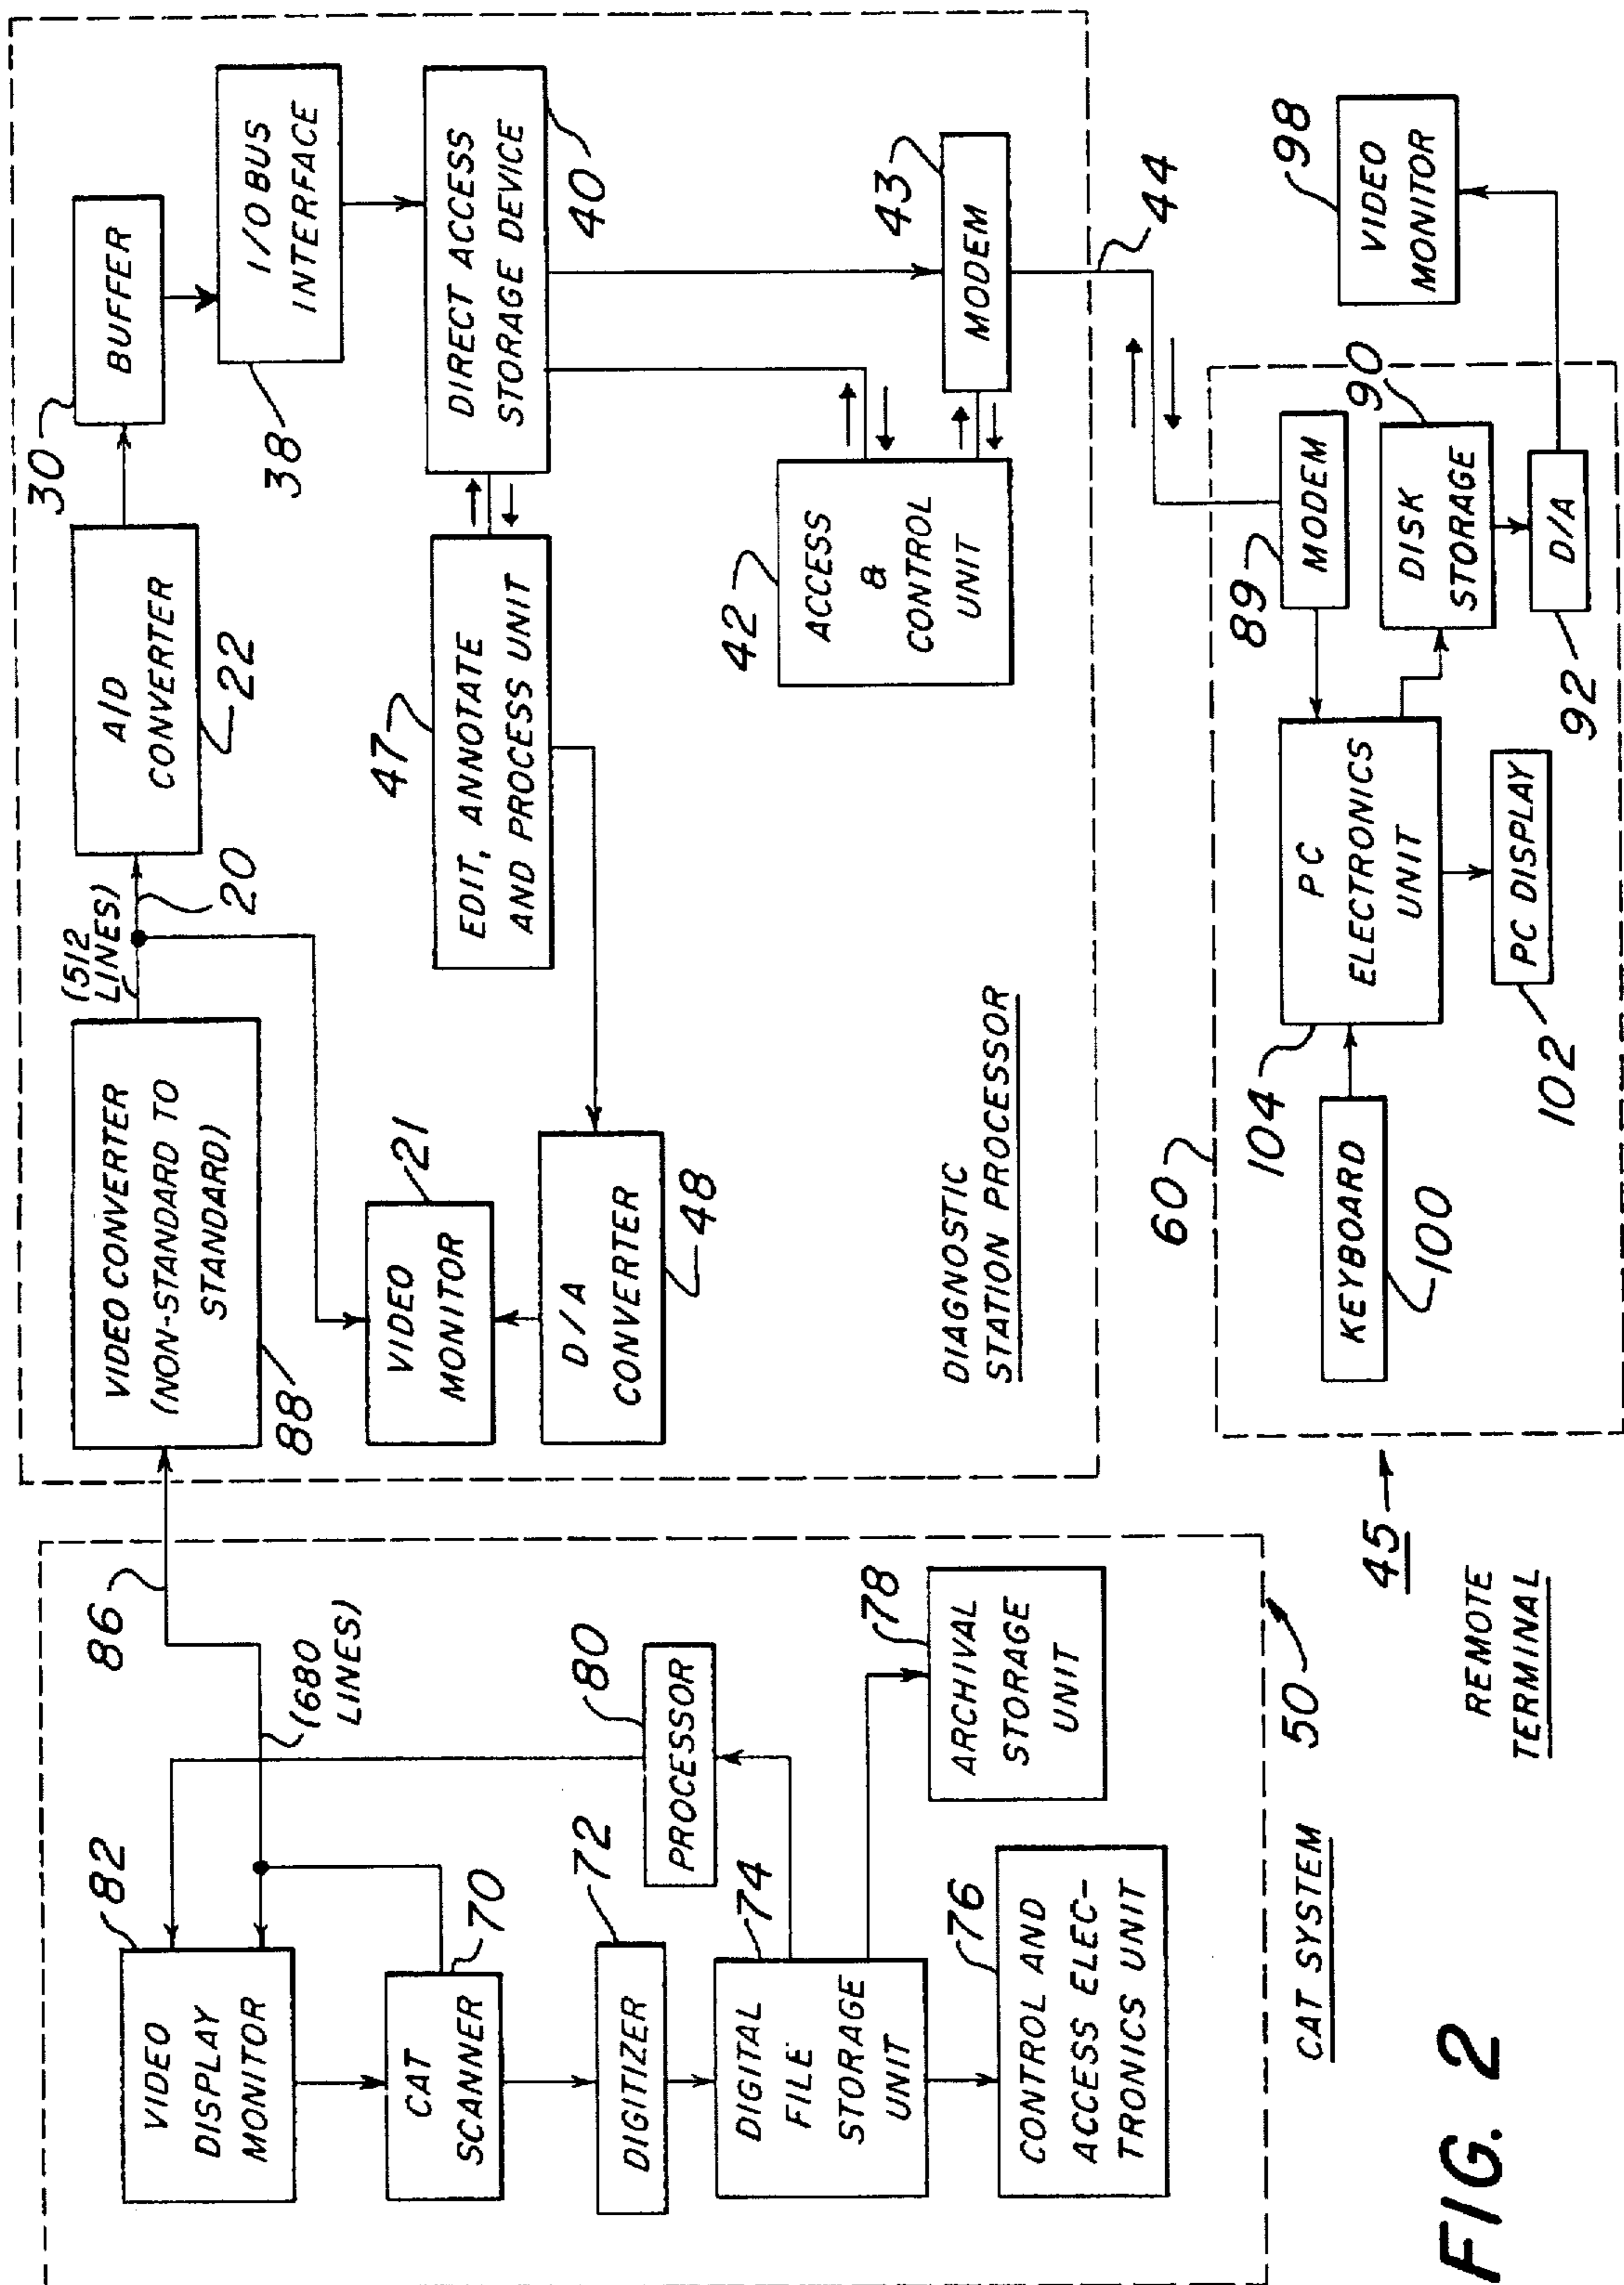 86
(680
LINES)
82
VIDEO
DISPLAY
MONITOR
CAT
SCANNER
70
DIGITIZER
72
80
PROCESSOR
DIGITAL
FILE
STORAGE
UNIT
74
78
ARCHIVAL
STORAGE
UNIT
76
CONTROL AND
ACCESS ELEC-
TRONICS UNIT
50
CAT SYSTEM
VIDEO CONVERTER
(NON-STANDARD TO
STANDARD)
88
(512
LINES)
20
A/D
CONVERTER
22
30
BUFFER
I/O BUS
INTERFACE
38
DIRECT ACCESS
STORAGE DEVICE
40
47
EDIT, ANNOTATE
AND PROCESS UNIT
21
VIDEO
MONITOR
D/A
CONVERTER
48
42
ACCESS
&
CONTROL
UNIT
43
MODEM
44
DIAGNOSTIC
STATION PROCESSOR
60
89
MODEM
90
DISK
STORAGE
98
VIDEO
MONITOR
104
PC
ELECTRONICS
UNIT
KEYBOARD
100
PC DISPLAY
102
D/A
92
45
REMOTE
TERMINAL
FIG. 2